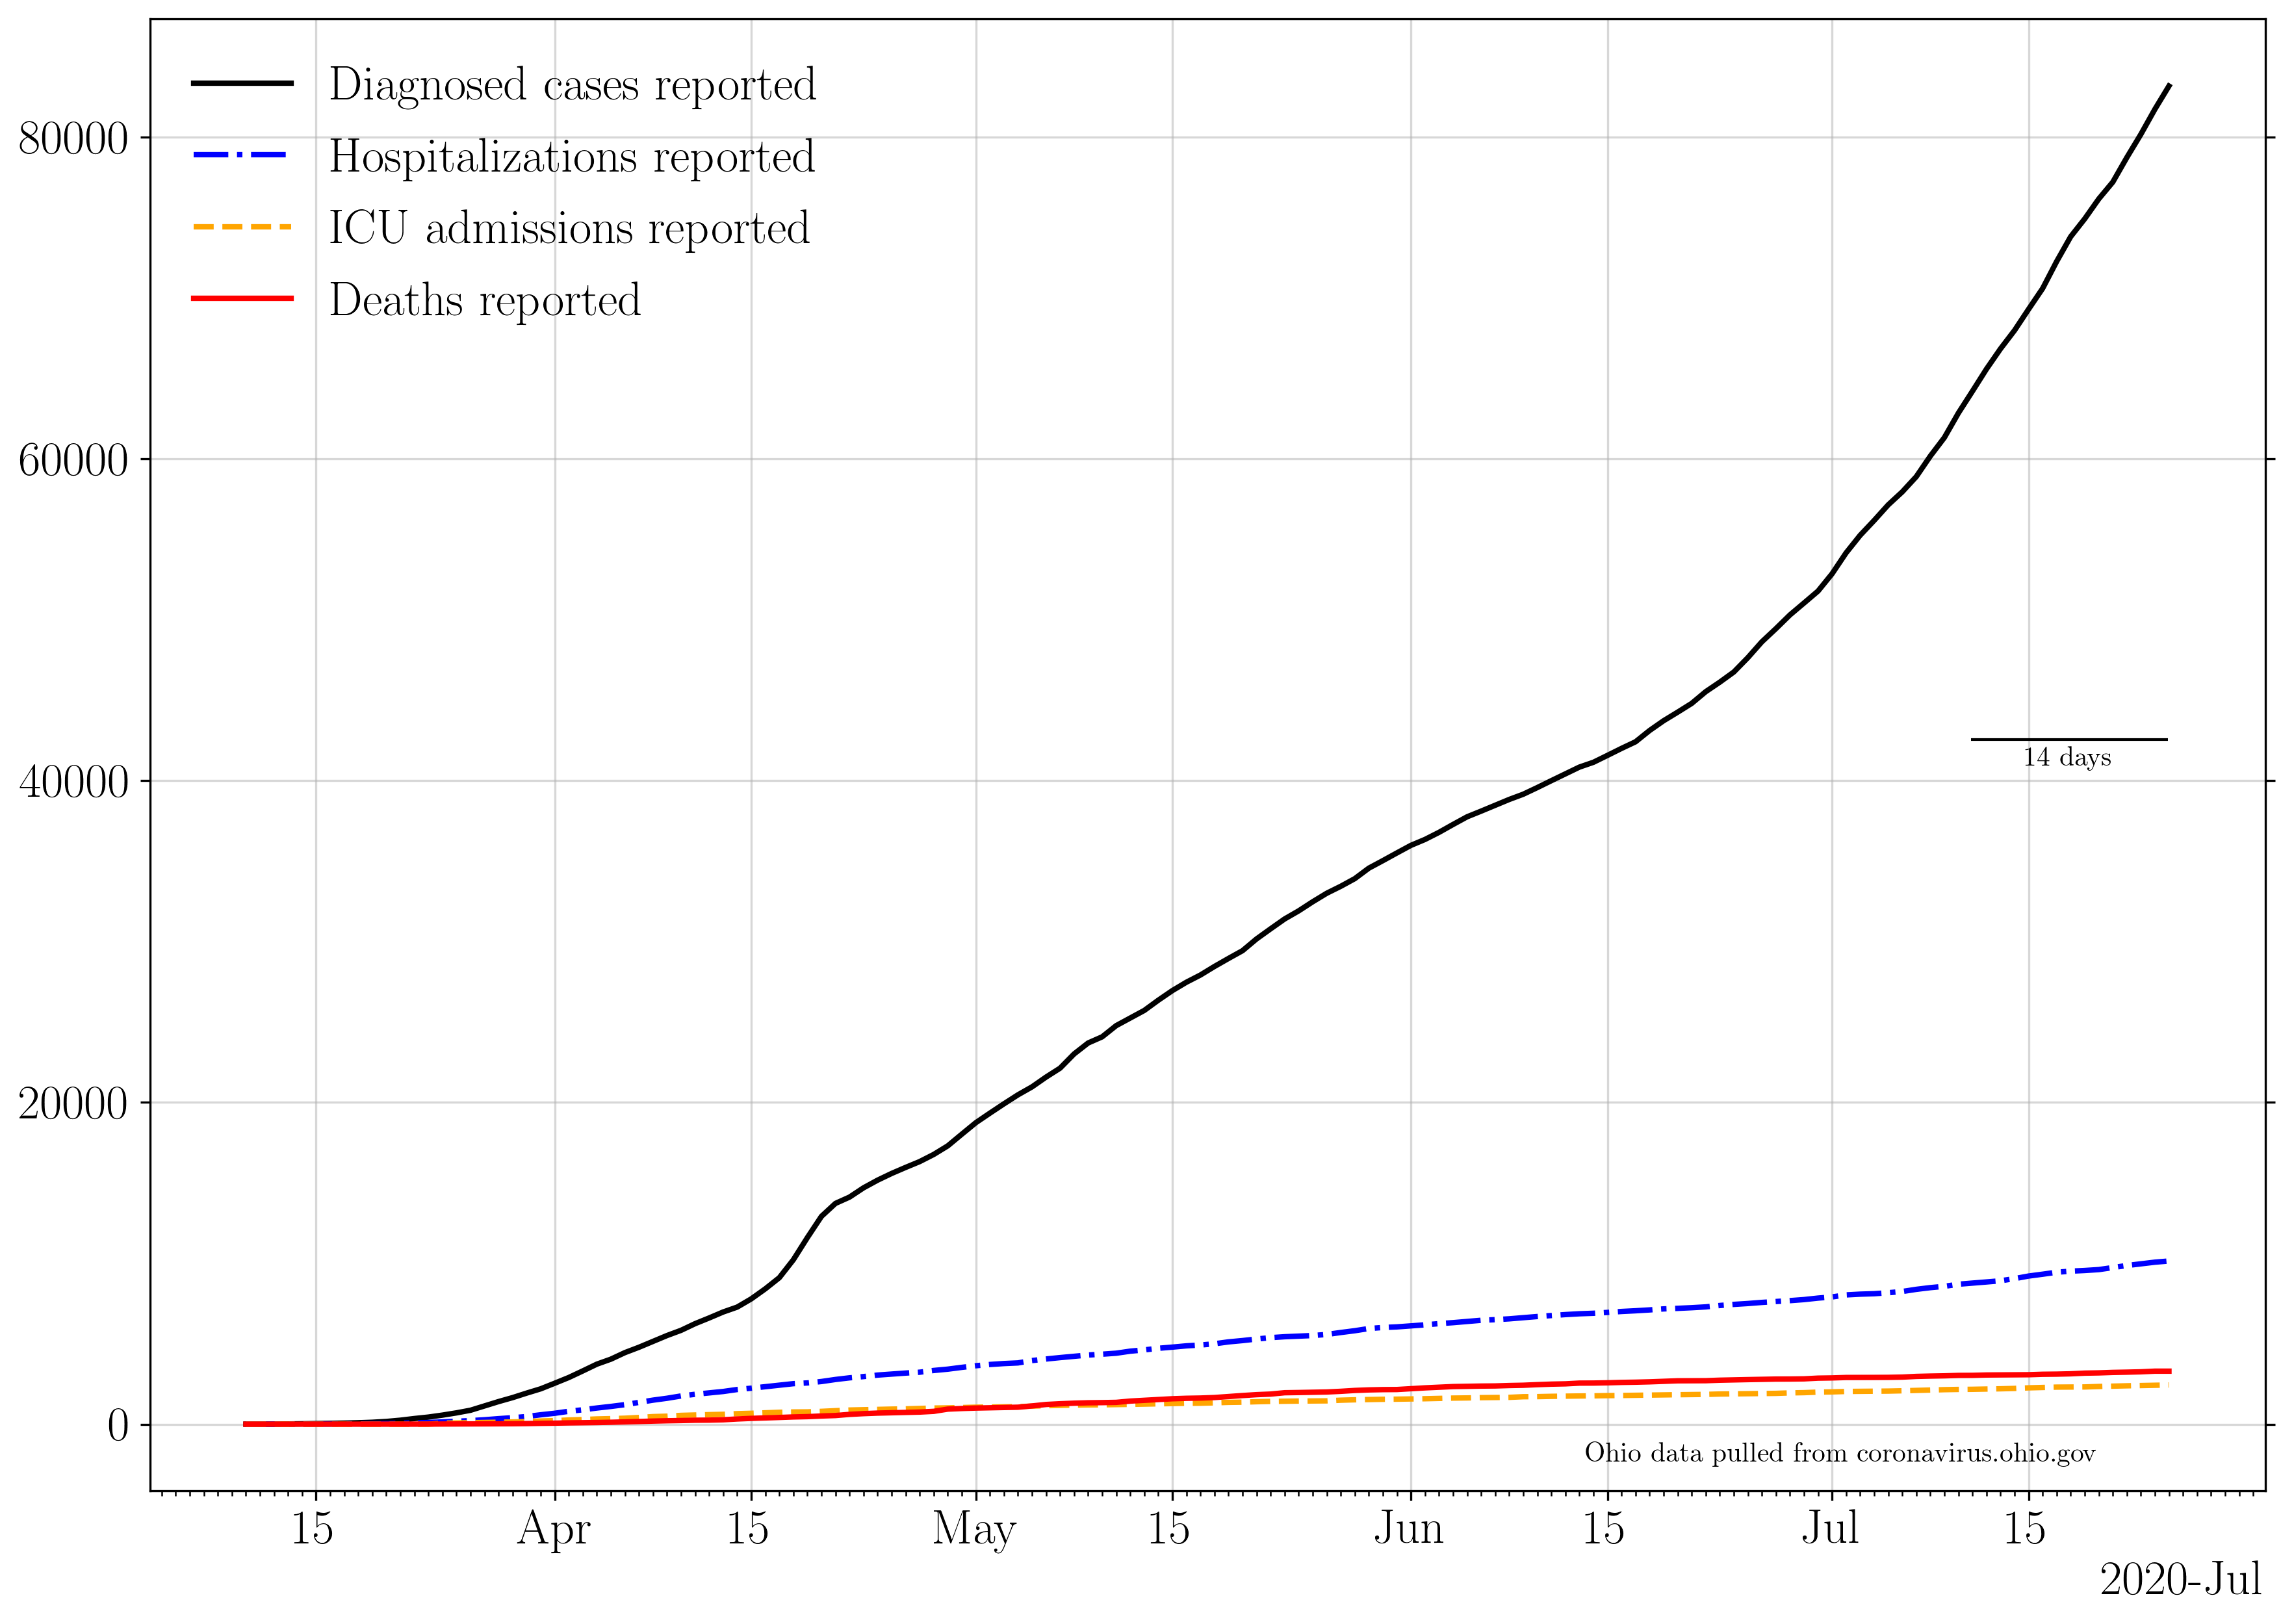 Diagnosed cases reported
Hospitalizations reported
ICU admissions reported
Deaths reported
80000
60000
40000
20000
0
14 days
Ohio data pulled from coronavirus.ohio.gov
15 Apr 15 May 15 Jun 15 Jul 15
2020-Jul